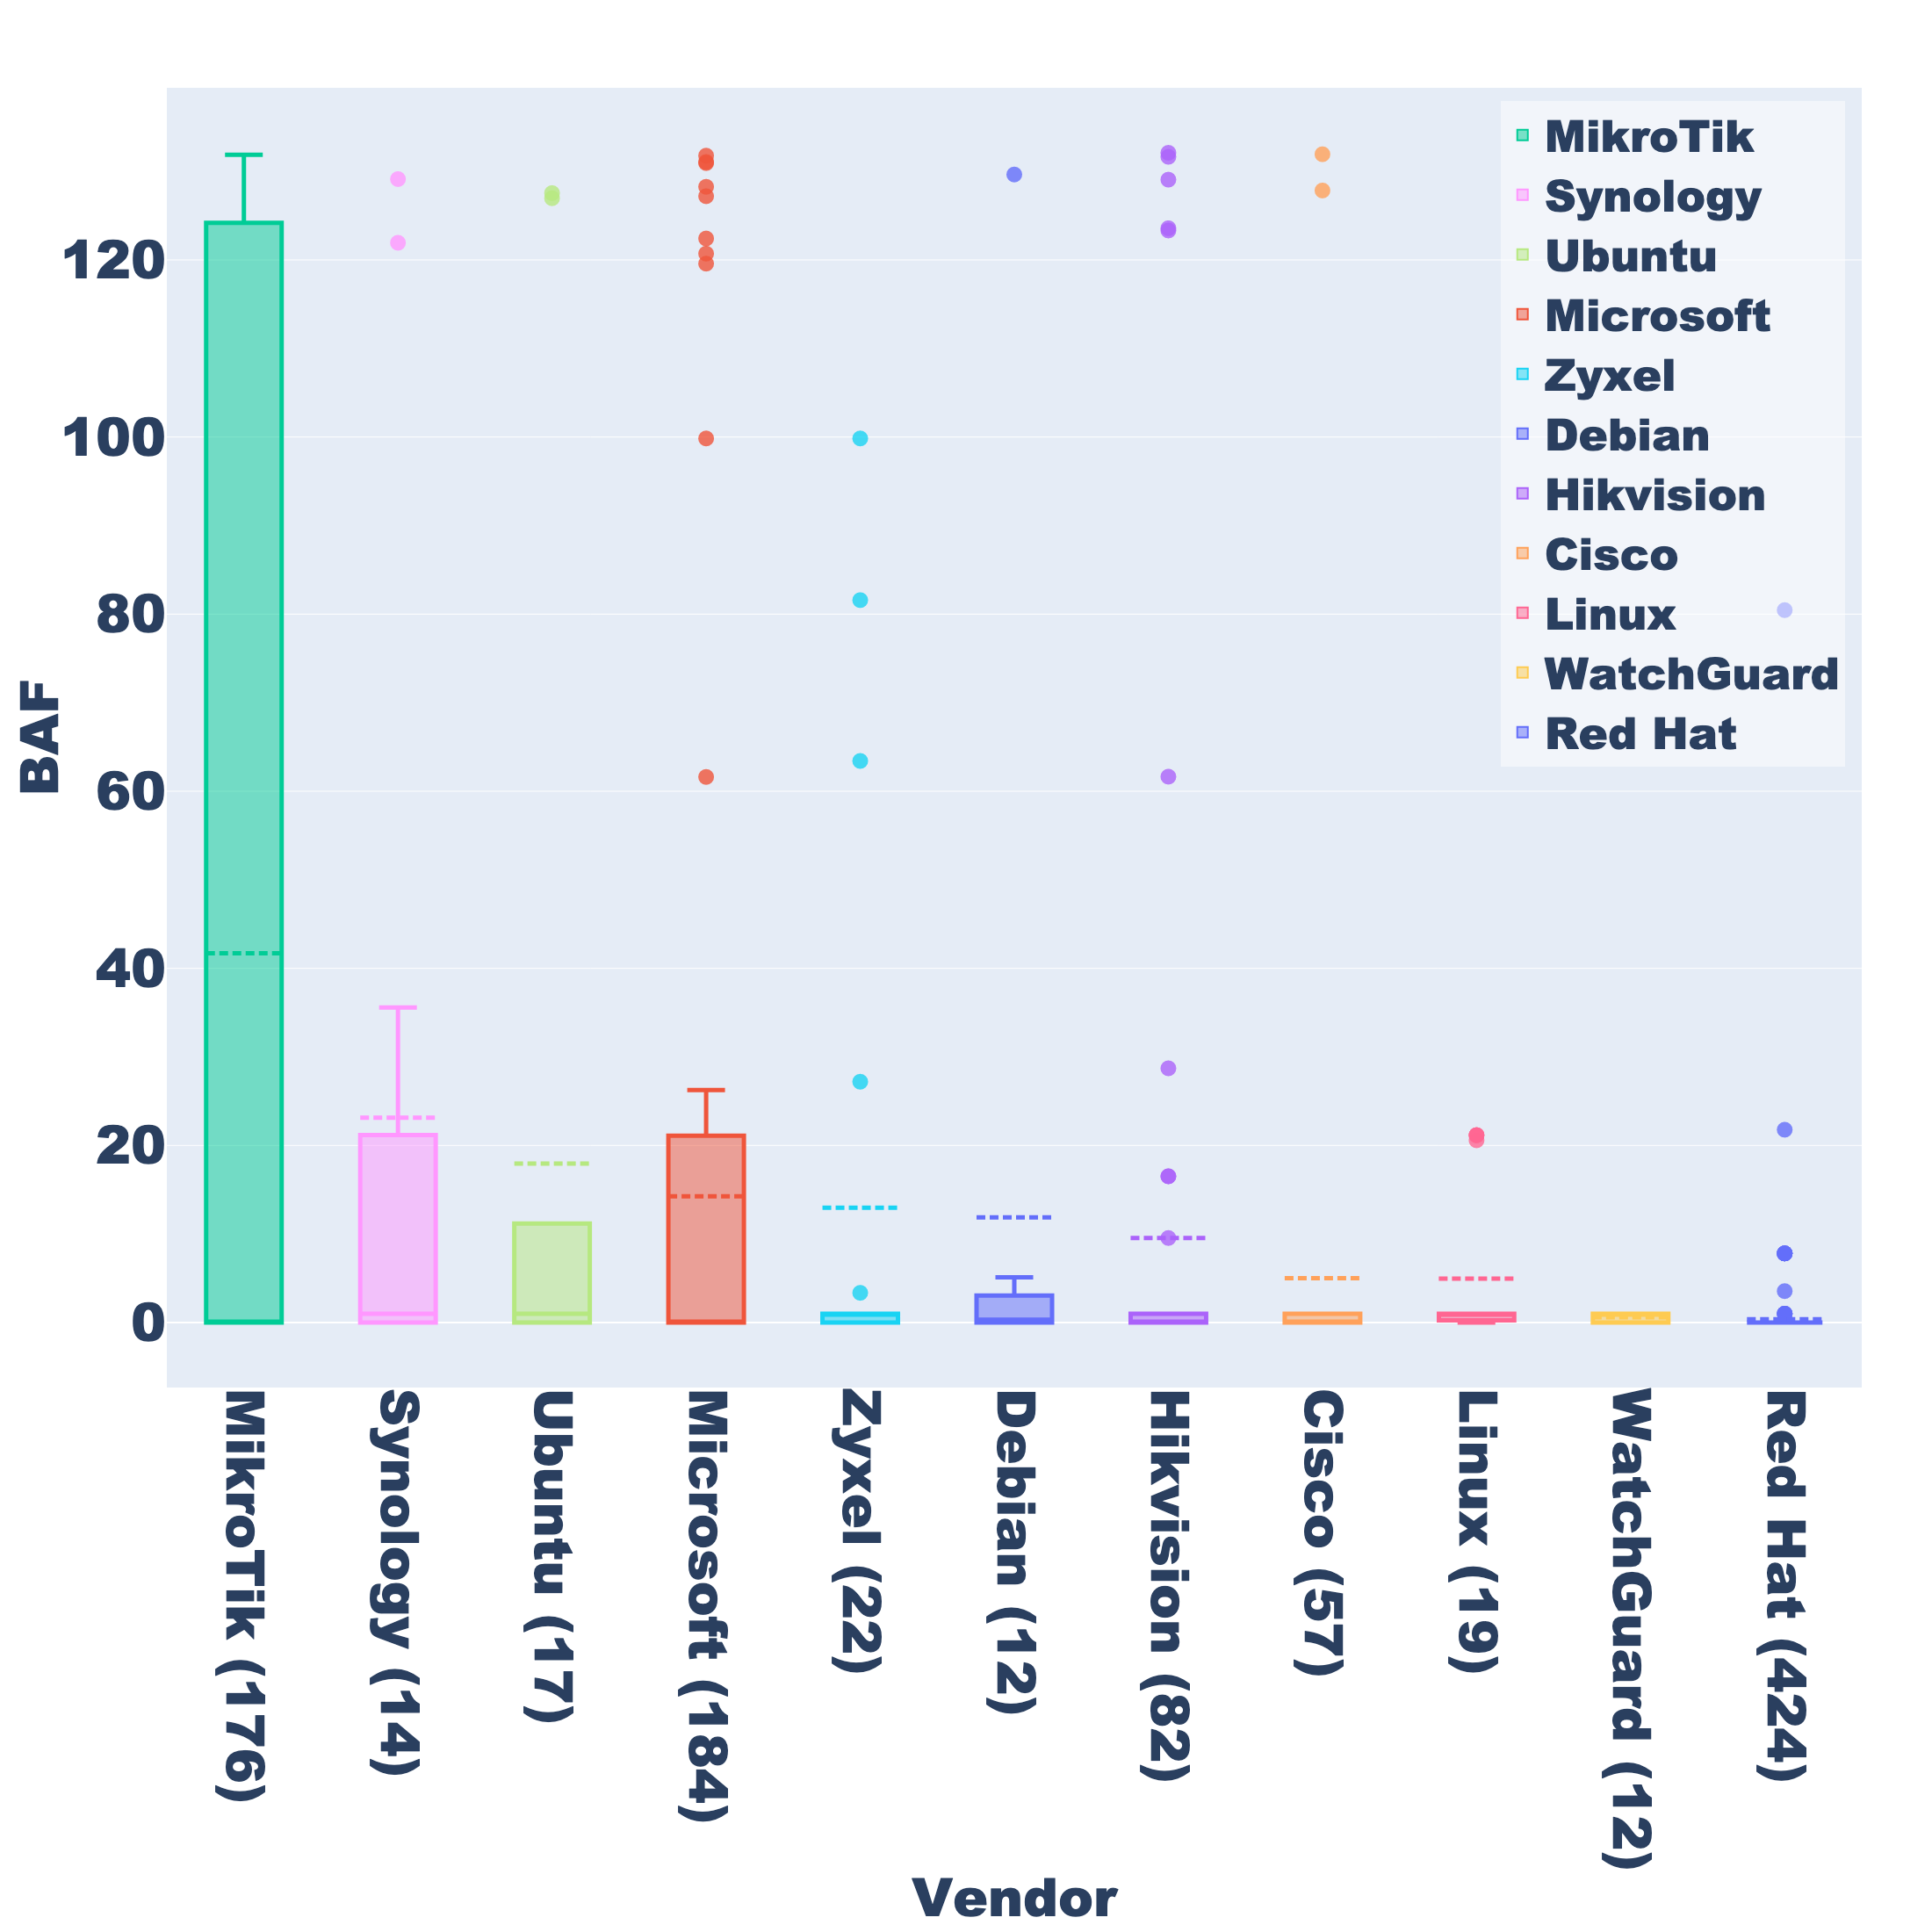 MikroTik
Synology
Ubuntu
Microsoft
Zyxel
Debian
Hikvision
Cisco
Linux
WatchGuard
Red Hat
BAF
120
100
80
60
40
20
0
MikroTik (176)
Synology (14)
Ubuntu (17)
Microsoft (184)
Zyxel (22)
Debian (12)
Hikvision (82)
Cisco (57)
Linux (19)
WatchGuard (12)
Red Hat (424)
Vendor